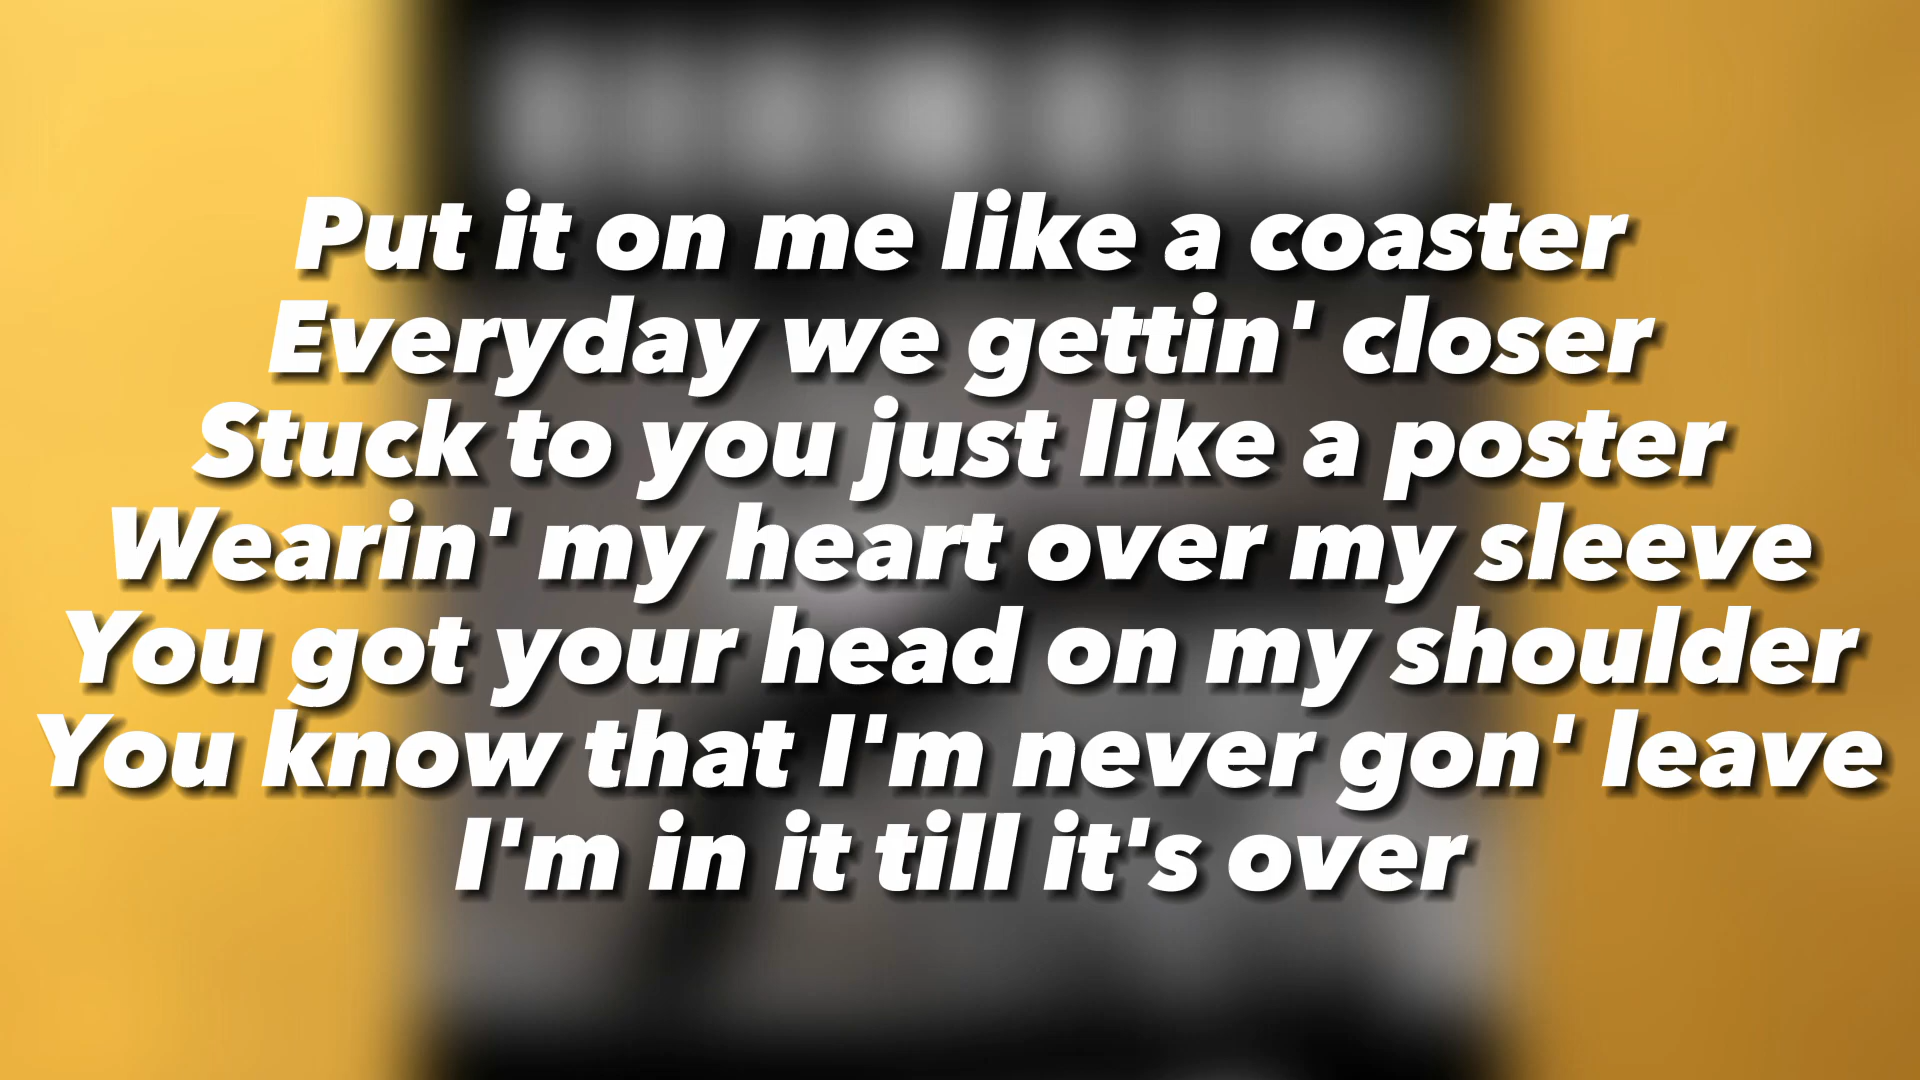 Put it on me like a coaster
Everyday we gettin' closer
Stuck to you just like a poster
Wearin' my heart over my sleeve
You got your head on my shoulder
You know that I'm never gon' leave
I'm in it till it's over